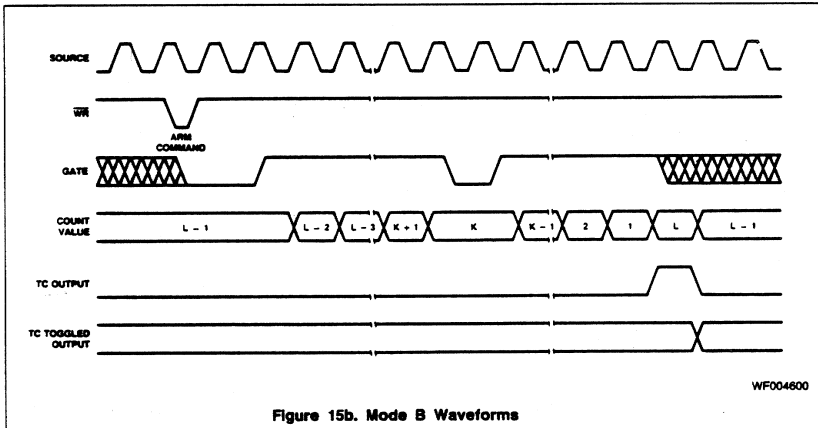 SOURCE
WR
ARM
COMMAND
GATE
COUNT
VALUE
L – 1 L – 2 L – 3 K + 1 K K – 1 2 1 L L – 1
TC OUTPUT
TC TOGGLED
OUTPUT
WF004600
Figure 15b. Mode B Waveforms